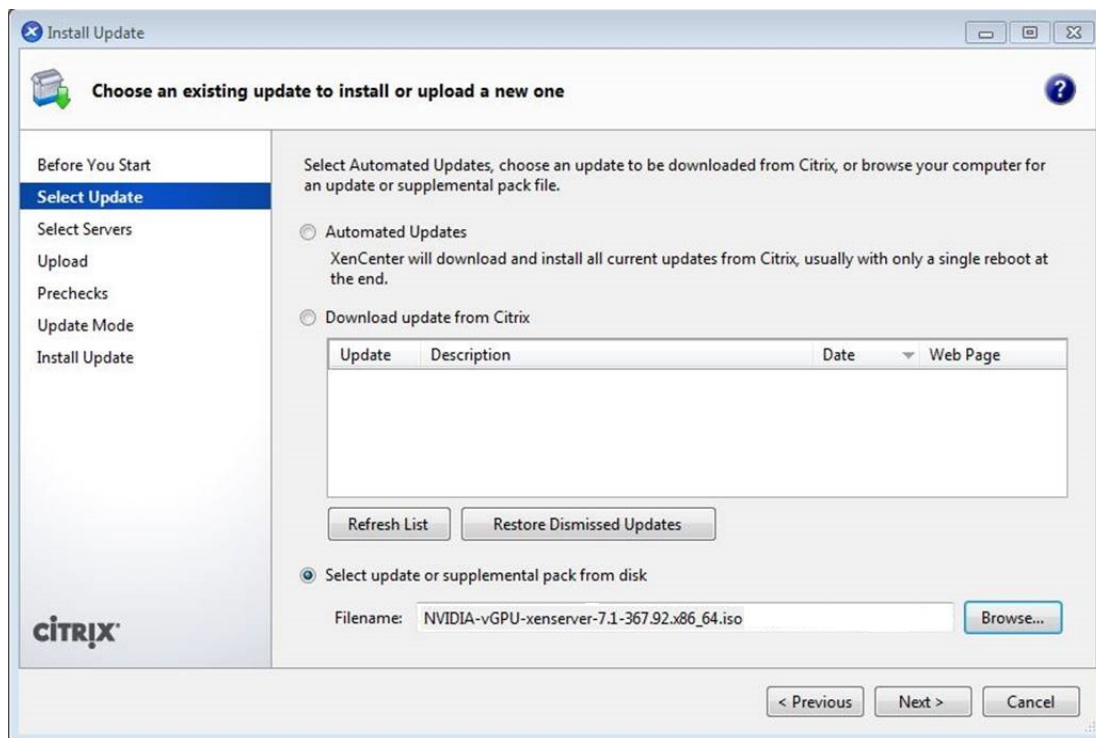 Install Update
Choose an existing update to install or upload a new one
?
Before You Start
Select Update
Select Servers
Upload
Prechecks
Update Mode
Install Update
CİTRIX
Select Automated Updates, choose an update to be downloaded from Citrix, or browse your computer for
an update or supplemental pack file.
Automated Updates
XenCenter will download and install all current updates from Citrix, usually with only a single reboot at
the end.
Download update from Citrix
Update Description Date Web Page
Refresh List Restore Dismissed Updates
Select update or supplemental pack from disk
Filename: NVIDIA-vGPU-xenserver-7.1-367.92.x86_64.iso Browse...
< Previous Next > Cancel